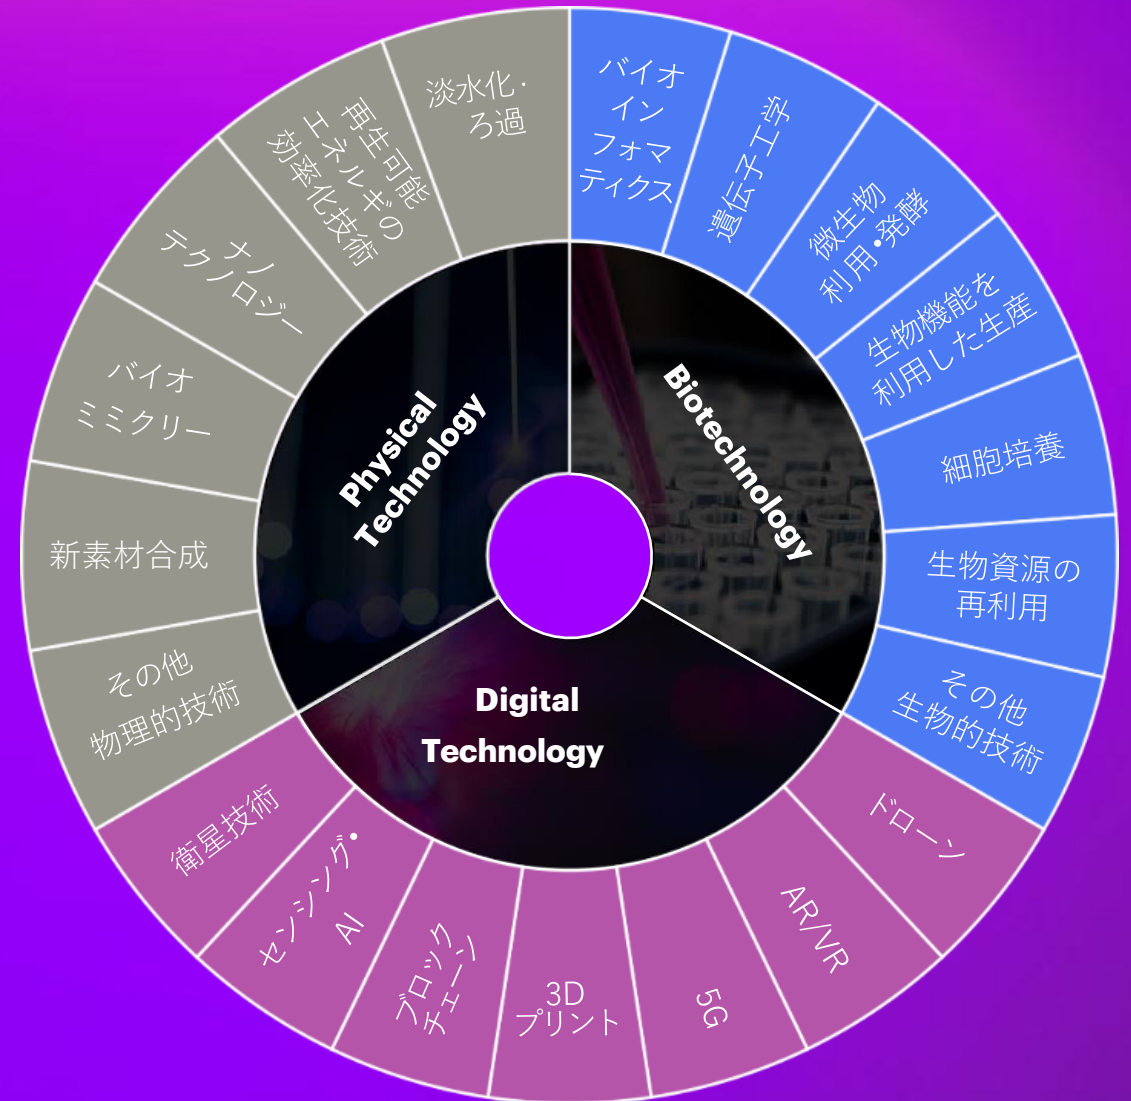 バイオ
イン
フォマ
ティクス
遺伝子工学
微生物
利用・発酵
生物機能を
利用した生産
細胞培養
生物資源の
再利用
その他
生物的技術
ドローン
AR/VR
5G
3D
プリント
ブロック
チェーン
センシング・
AI
衛星技術
その他
物理的技術
新素材合成
バイオ
ミミクリー
ナノ
テクノロジー
再生可能
エネルギの
効率化技術
淡水化・
ろ過
Physical
Technology
Biotechnology
Digital
Technology